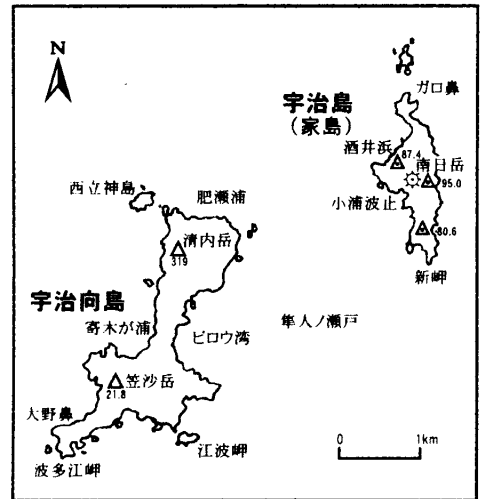 N
宇治島
(家島)
ガロ鼻
酒井浜
87.4
南日岳
95.0
小浦波止
80.6
新岬
西立神島
肥瀬浦
清内岳
319
宇治向島
寄木が浦
ビロウ湾
隼人ノ瀬戸
笠沙岳
21.8
大野鼻
波多江岬
江波岬
0
1km